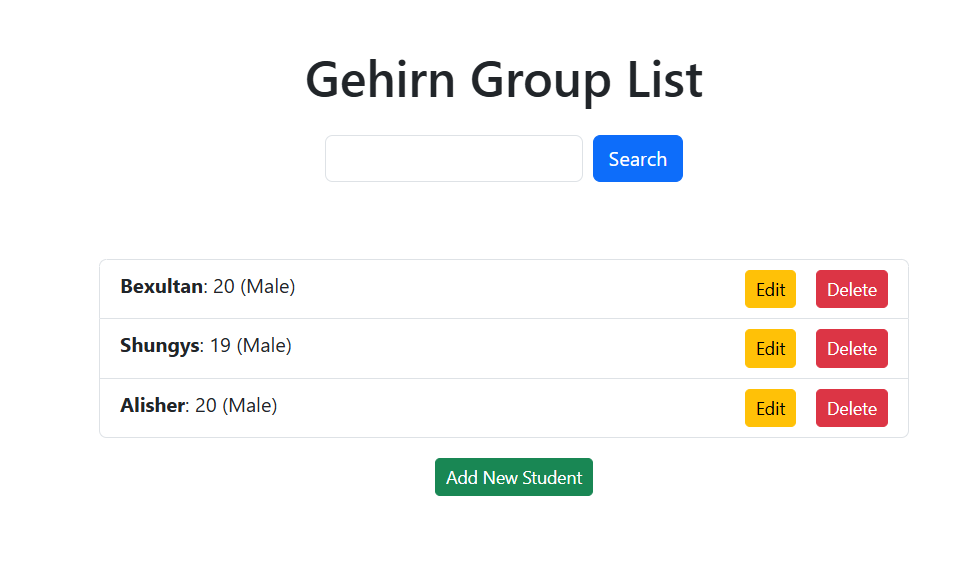 Gehirn Group List
Search
Bexultan: 20 (Male) Edit Delete
Shungys: 19 (Male) Edit Delete
Alisher: 20 (Male) Edit Delete
Add New Student